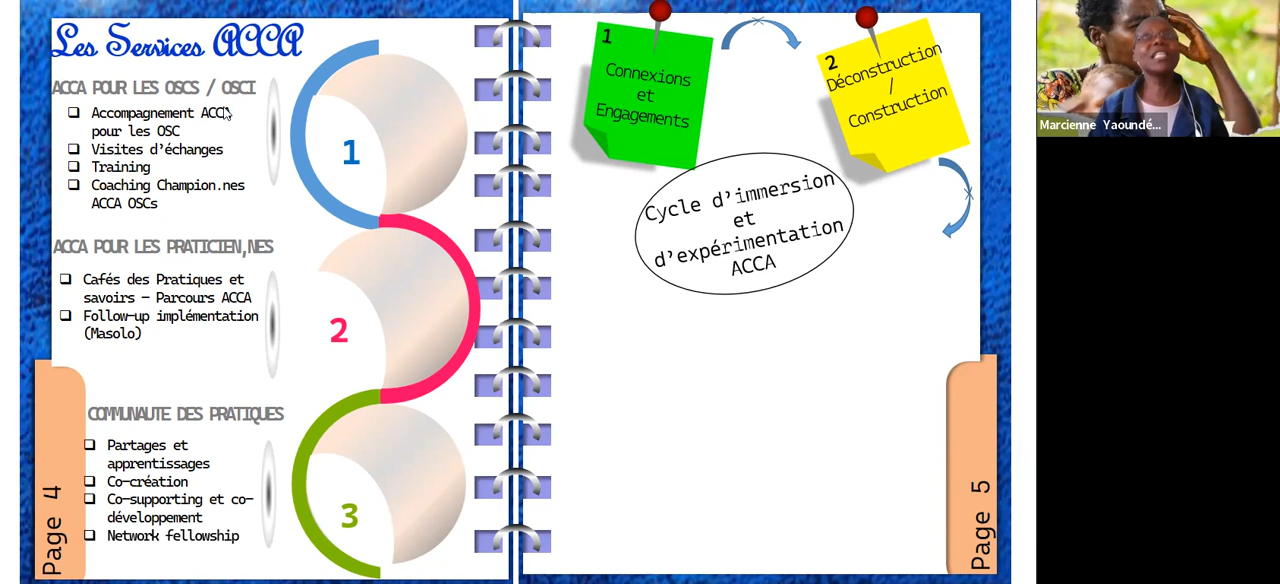 Les Services ACCA
ACCA POUR LES OSCS / OSCI
Accompagnement ACCA
pour les OSC
Visites d’échanges
Training
Coaching Champion.nes
ACCA OSCs
1
ACCA POUR LES PRATICIEN,NES
Cafés des Pratiques et
savoirs – Parcours ACCA
Follow-up implémentation
(Masolo)
2
COMMUNAUTE DES PRATIQUES
Partages et
apprentissages
Co-création
Co-supporting et co-
développement
Network fellowship
3
Page 4
1
Connexions
et
Engagements
2
Déconstruction
/
Construction
Cycle d’immersion
et
d’expérimentation
ACCA
Page 5
Marcienne Yaoundé...